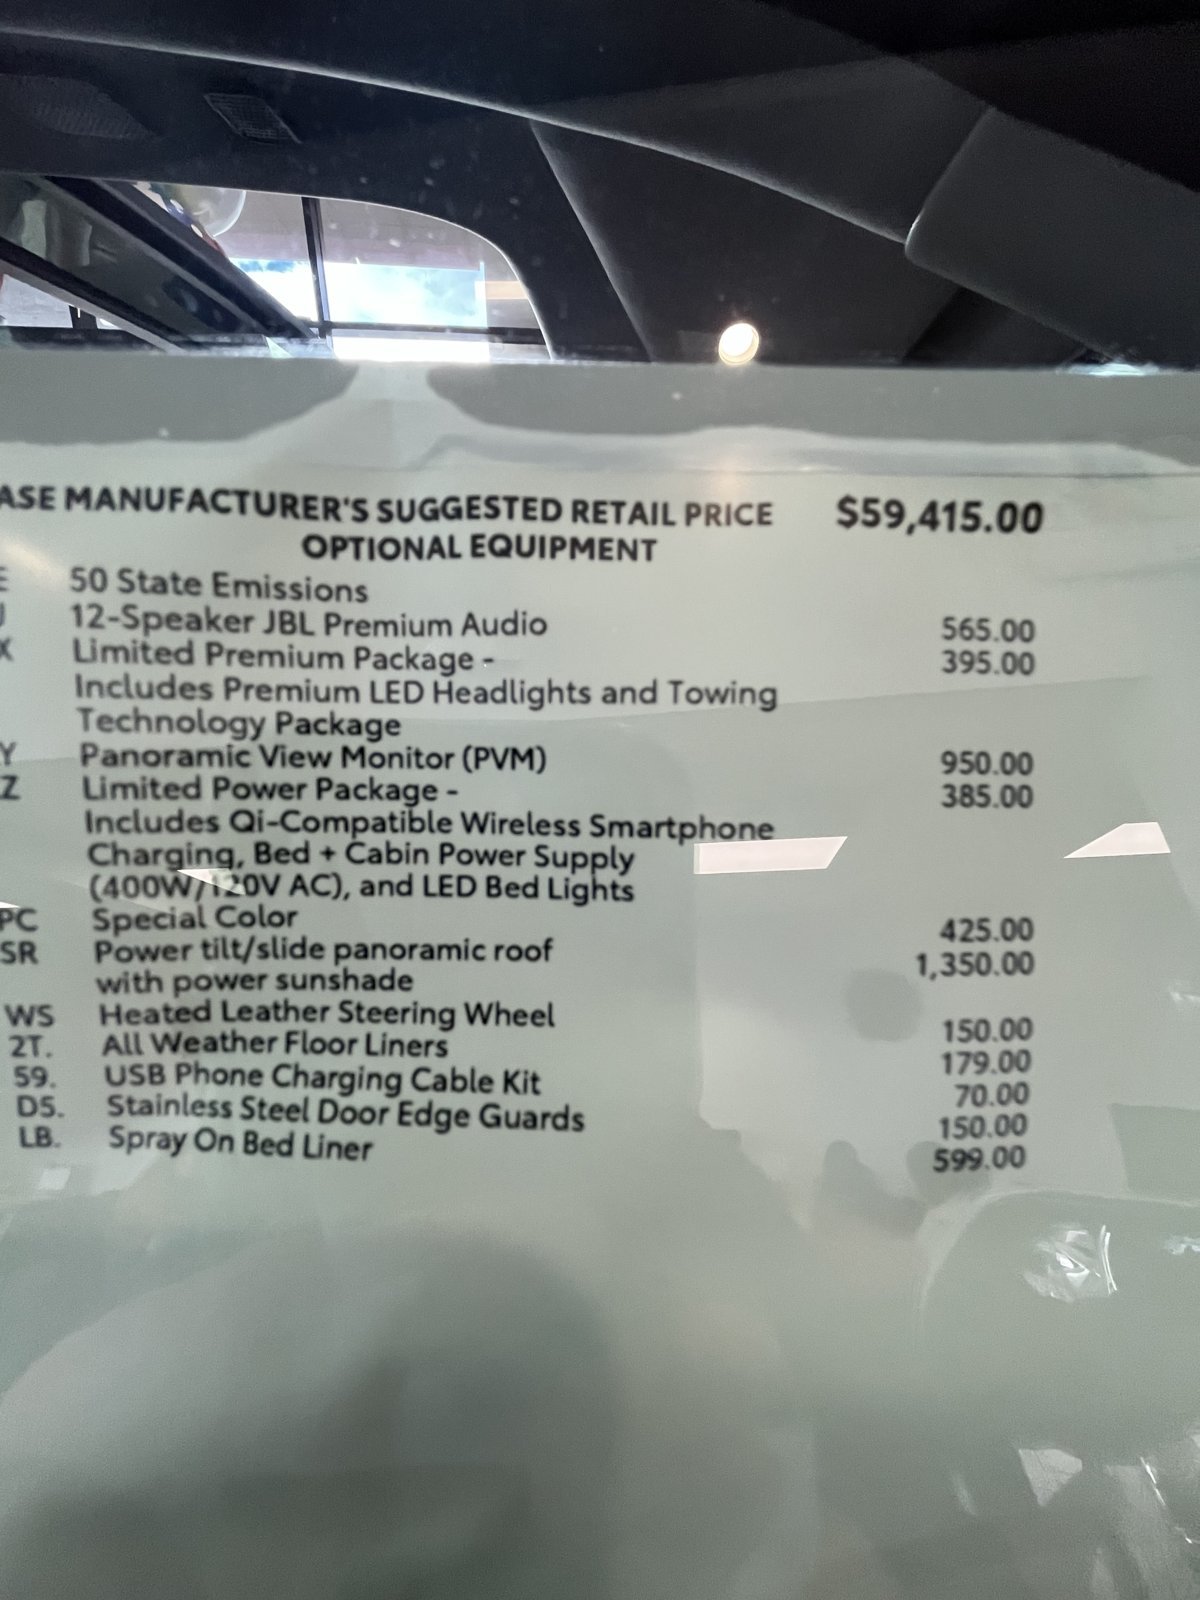 ASE MANUFACTURER'S SUGGESTED RETAIL PRICE $59,415.00
OPTIONAL EQUIPMENT
E 50 State Emissions
J 12-Speaker JBL Premium Audio 565.00
X Limited Premium Package - 395.00
Includes Premium LED Headlights and Towing
Technology Package
Y Panoramic View Monitor (PVM) 950.00
Z Limited Power Package - 385.00
Includes Qi-Compatible Wireless Smartphone
Charging, Bed + Cabin Power Supply
(400W/120V AC), and LED Bed Lights
PC Special Color 425.00
SR Power tilt/slide panoramic roof 1,350.00
with power sunshade
WS Heated Leather Steering Wheel 150.00
2T. All Weather Floor Liners 179.00
59. USB Phone Charging Cable Kit 70.00
D5. Stainless Steel Door Edge Guards 150.00
LB. Spray On Bed Liner 599.00